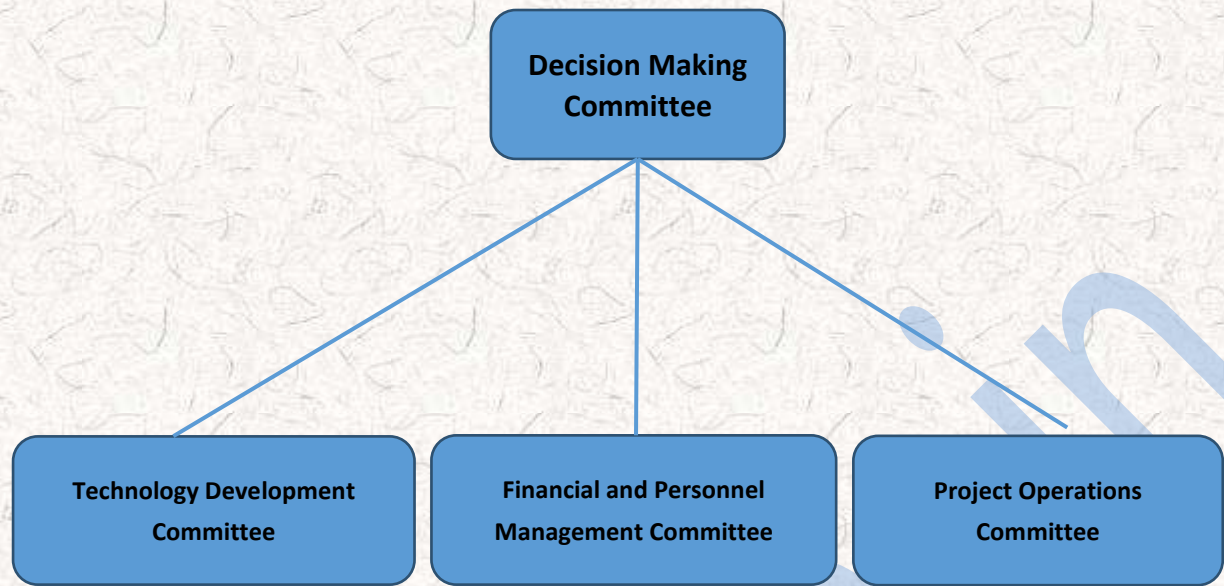 Decision Making
Committee
Technology Development
Committee
Financial and Personnel
Management Committee
Project Operations
Committee